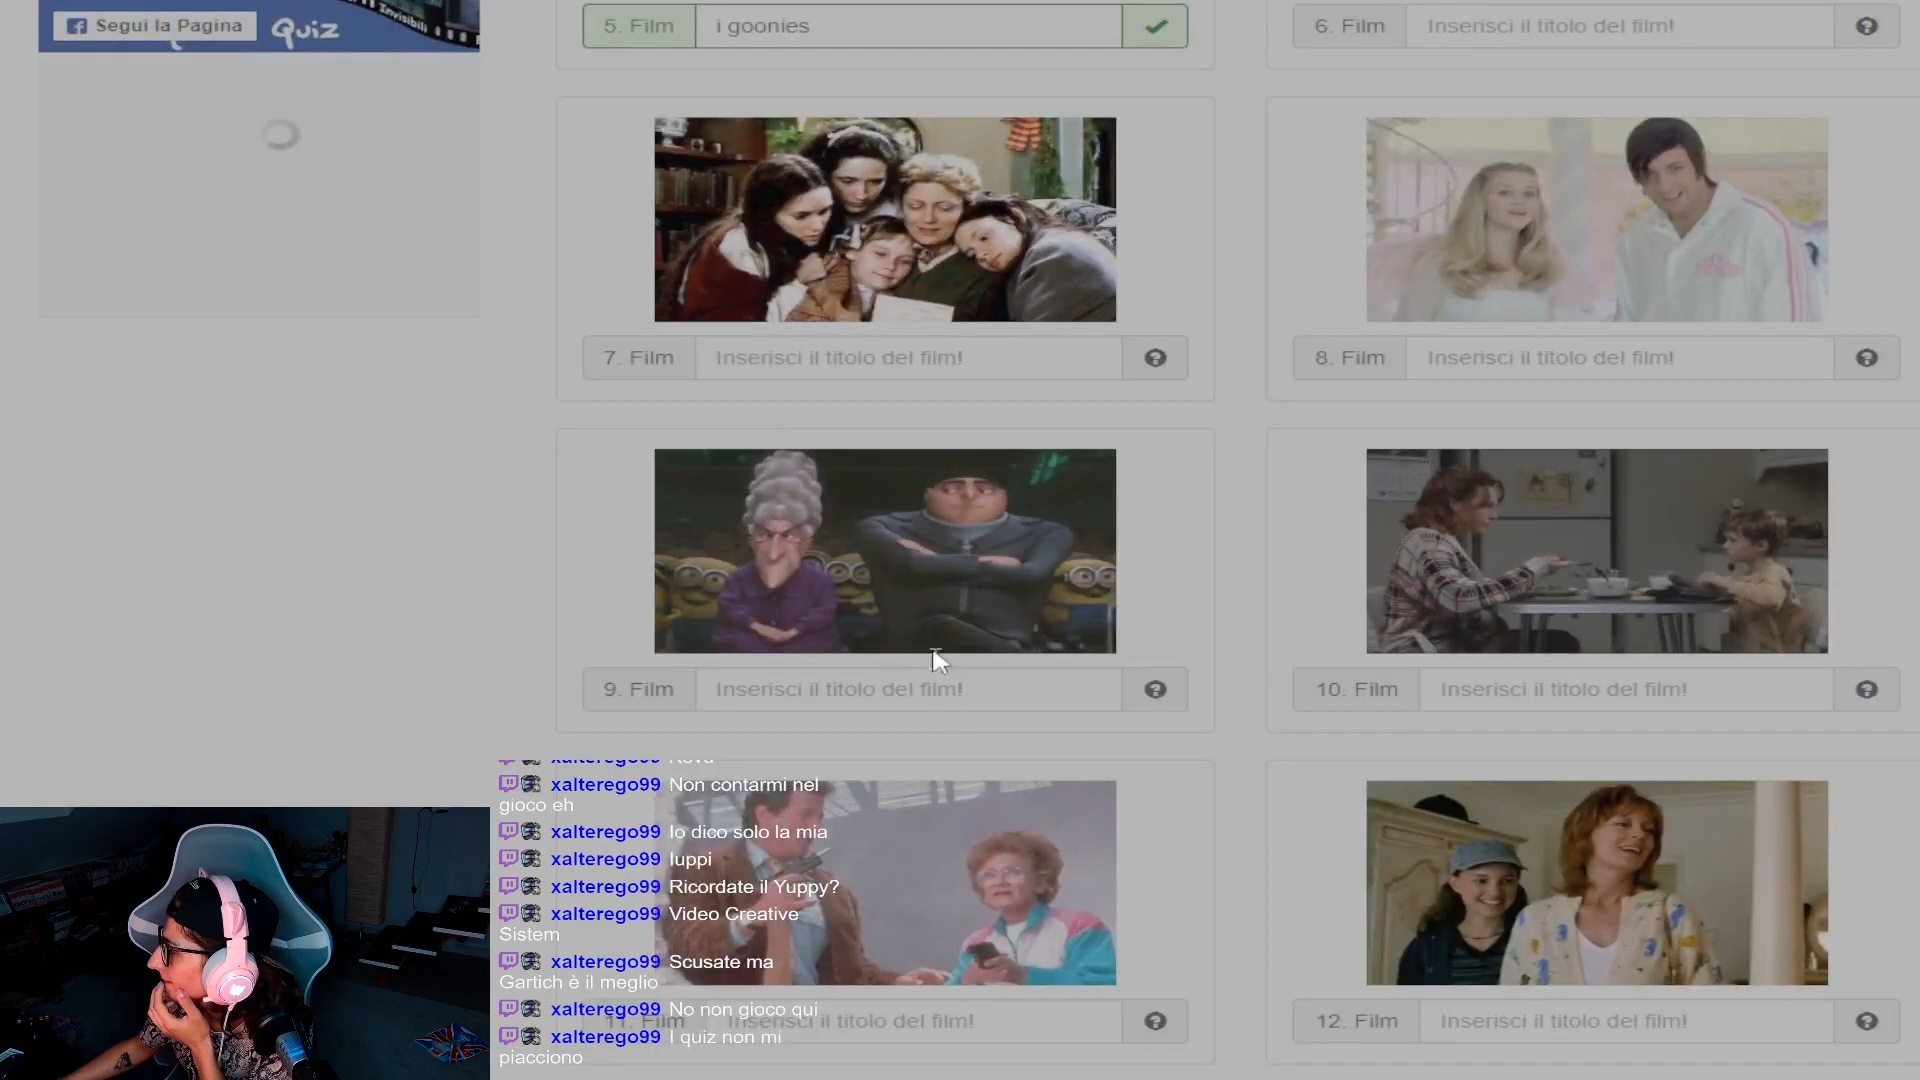 Segui la Pagina
Quiz
Invisibili
5. Film i goonies
6. Film Inserisci il titolo del film!
7. Film Inserisci il titolo del film!
8. Film Inserisci il titolo del film!
9. Film Inserisci il titolo del film!
10. Film Inserisci il titolo del film!
11. Film Inserisci il titolo del film!
12. Film Inserisci il titolo del film!
xalterego99
xalterego99 Non contarmi nel
gioco eh
xalterego99 Io dico solo la mia
xalterego99 Iuppi
xalterego99 Ricordate il Yuppy?
xalterego99 Video Creative
Sistem
xalterego99 Scusate ma
Gartich è il meglio
xalterego99 No non gioco qui
xalterego99 I quiz non mi
piacciono